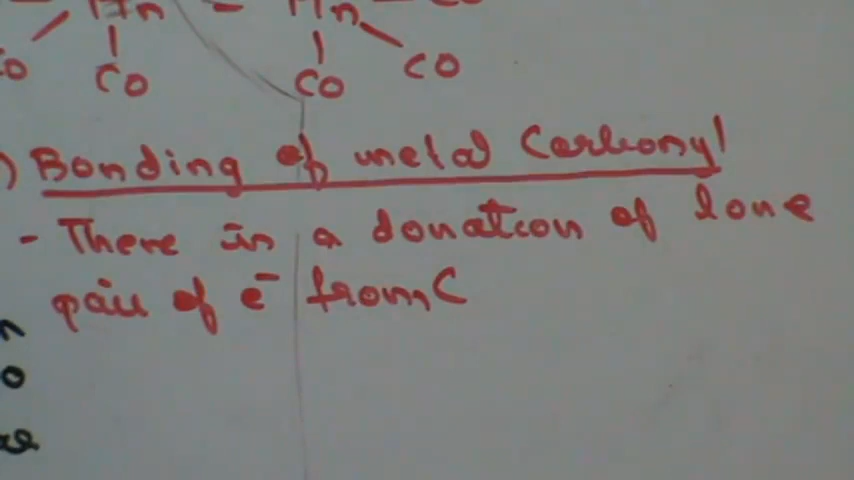 Mn - Mn
CO CO CO CO
) Bonding of metal Carbonyl
- There is a donation of lone
pair of e⁻ from C